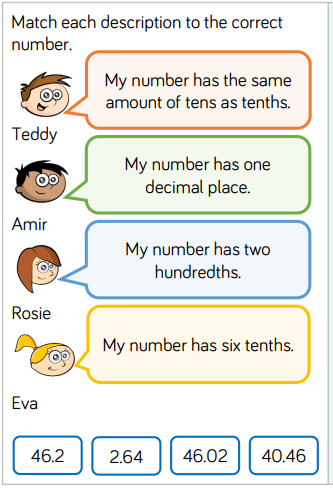 Match each description to the correct
number.
My number has the same
amount of tens as tenths.
Teddy
My number has one
decimal place.
Amir
My number has two
hundredths.
Rosie
My number has six tenths.
Eva
46.2 2.64 46.02 40.46